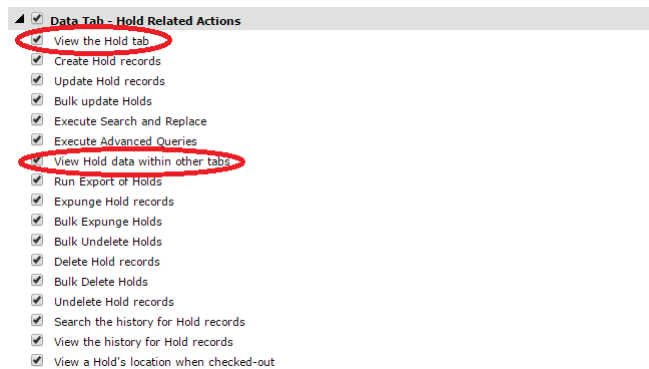 Data Tab - Hold Related Actions
View the Hold tab
Create Hold records
Update Hold records
Bulk update Holds
Execute Search and Replace
Execute Advanced Queries
View Hold data within other tabs
Run Export of Holds
Expunge Hold records
Bulk Expunge Holds
Bulk Undelete Holds
Delete Hold records
Bulk Delete Holds
Undelete Hold records
Search the history for Hold records
View the history for Hold records
View a Hold's location when checked-out